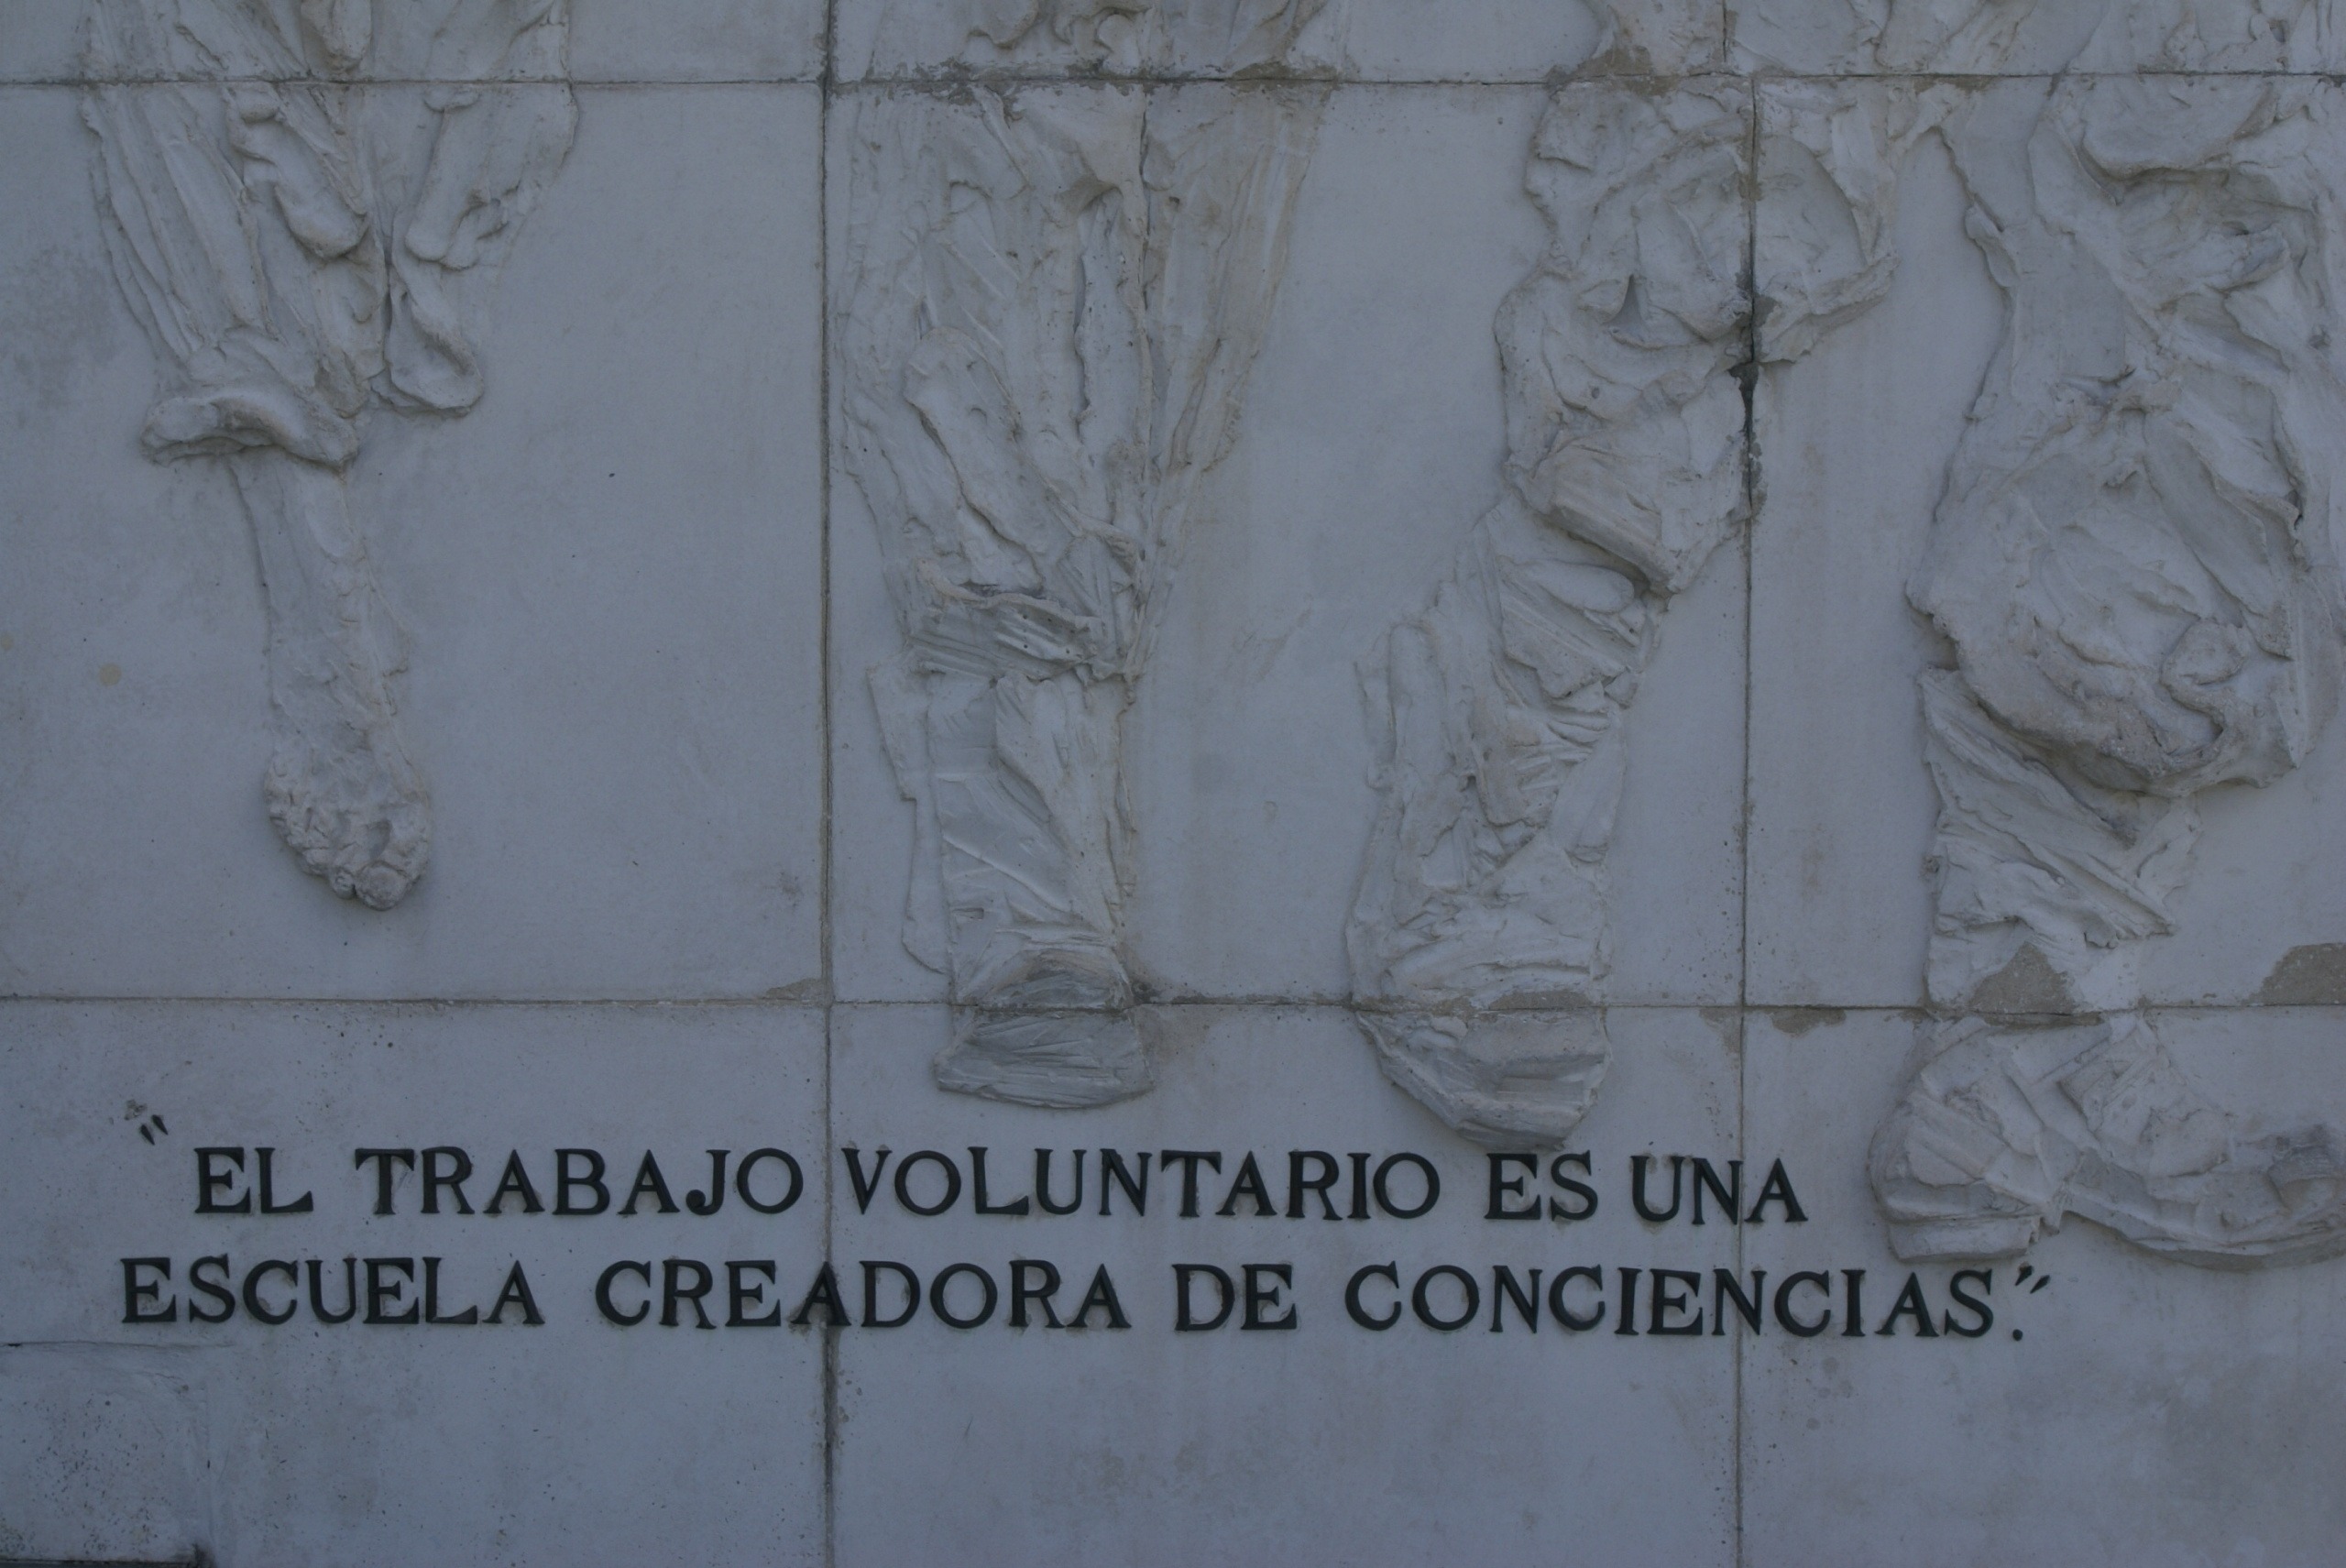 "EL TRABAJO VOLUNTARIO ES UNA
ESCUELA CREADORA DE CONCIENCIAS."